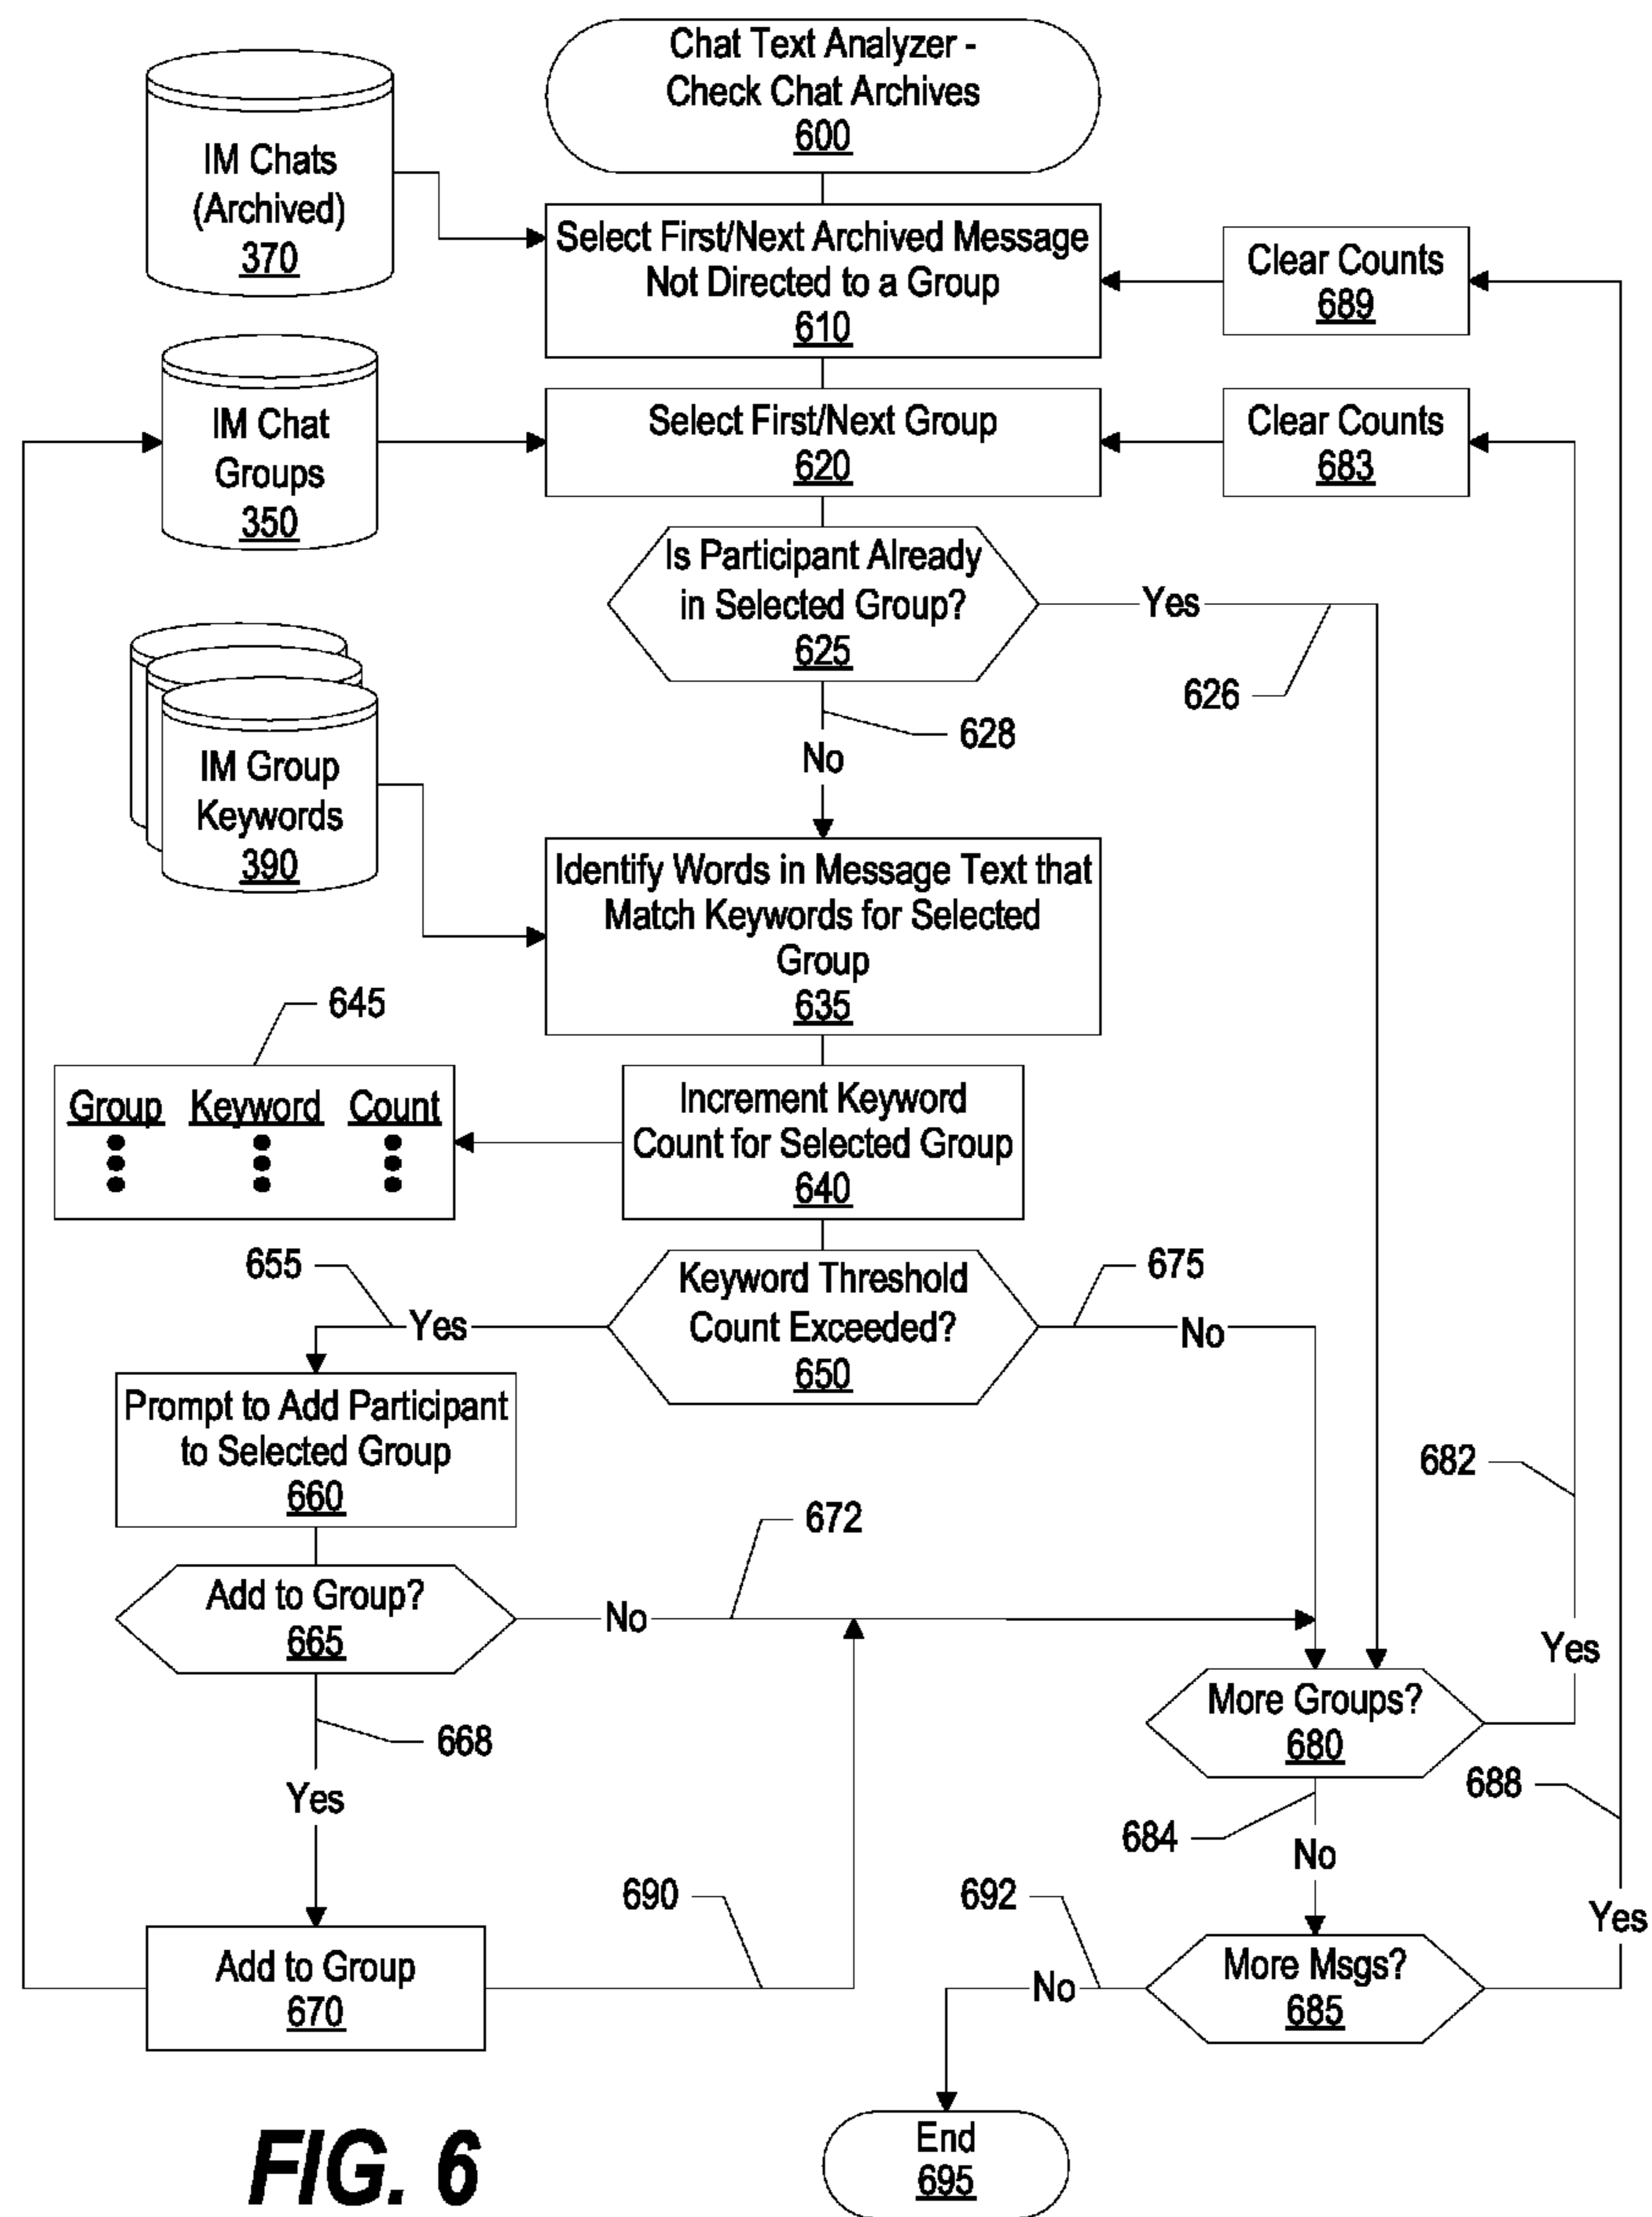 Chat Text Analyzer -
Check Chat Archives
600
IM Chats
(Archived)
370
Select First/Next Archived Message
Not Directed to a Group
610
Clear Counts
689
IM Chat
Groups
350
Select First/Next Group
620
Clear Counts
683
Is Participant Already
in Selected Group?
625
Yes
626
628
No
IM Group
Keywords
390
Identify Words in Message Text that
Match Keywords for Selected
Group
635
645
Group Keyword Count
Increment Keyword
Count for Selected Group
640
655
Yes
Keyword Threshold
Count Exceeded?
650
675
No
Prompt to Add Participant
to Selected Group
660
682
672
Add to Group?
665
No
Yes
668
Yes
More Groups?
680
688
684
No
690
692
Yes
Add to Group
670
No
More Msgs?
685
End
695
FIG. 6